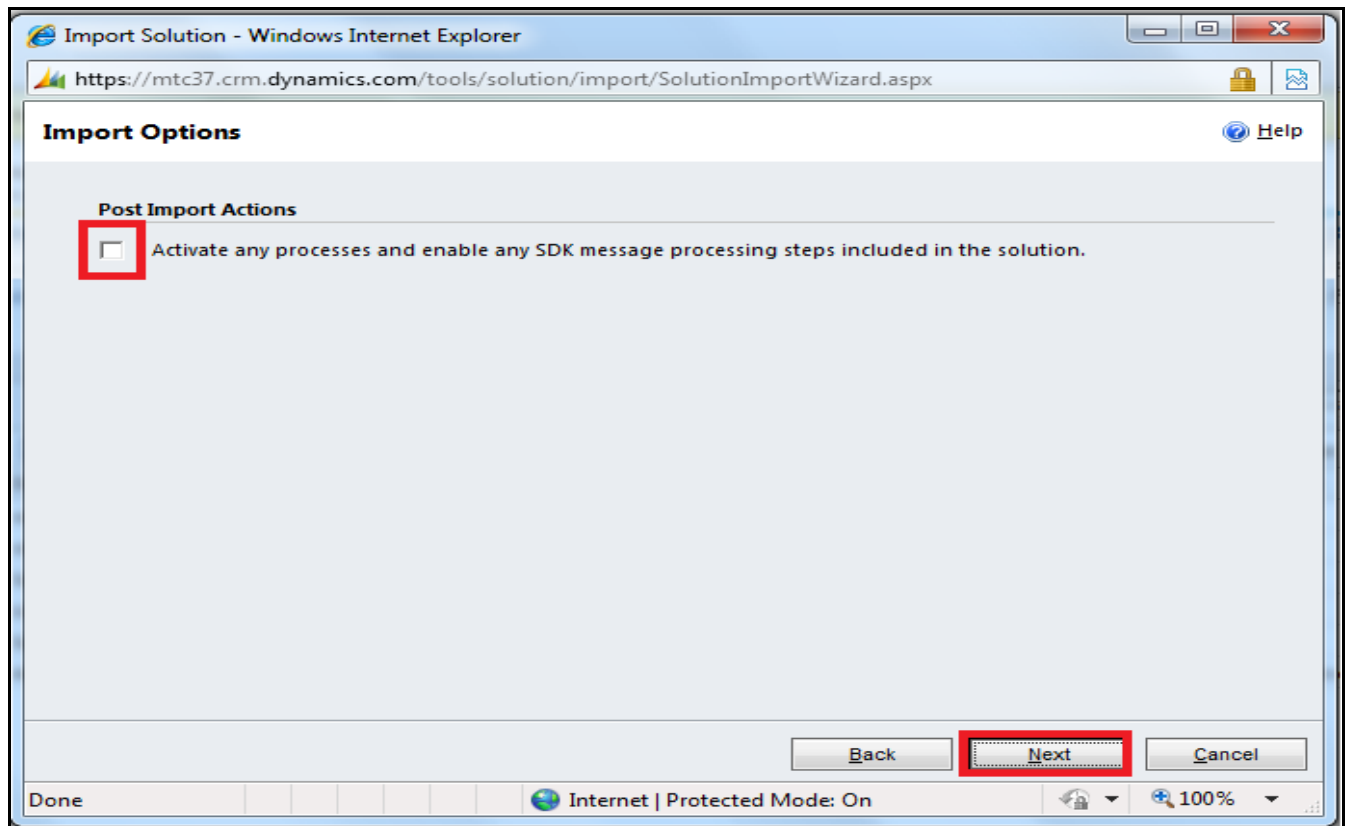 Import Solution - Windows Internet Explorer
https://mtc37.crm.dynamics.com/tools/solution/import/SolutionImportWizard.aspx
Import Options
Help
Post Import Actions
Activate any processes and enable any SDK message processing steps included in the solution.
Back Next Cancel
Done Internet | Protected Mode: On 100%